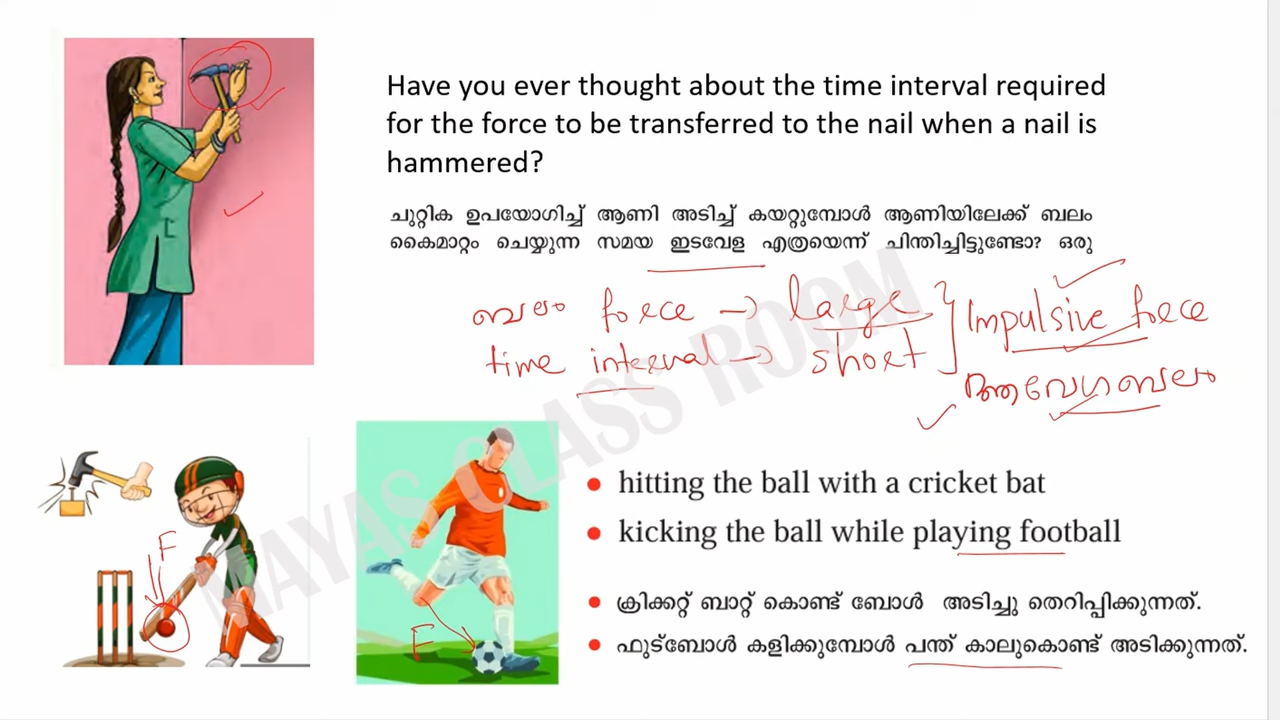 Have you ever thought about the time interval required
for the force to be transferred to the nail when a nail is
hammered?
ചുറ്റിക ഉപയോഗിച്ച് ആണി അടിച്ച് കയറ്റുമ്പോൾ ആണിയിലേക്ക് ബലം
കൈമാറ്റം ചെയ്യുന്ന സമയ ഇടവേള എത്രയെന്ന് ചിന്തിച്ചിട്ടുണ്ടോ? ഒരു
ബലം force → large
time interval → short
Impulsive force
ആവേഗബലം
F
F
hitting the ball with a cricket bat
kicking the ball while playing football
ക്രിക്കറ്റ് ബാറ്റ് കൊണ്ട് ബോൾ അടിച്ചു തെറിപ്പിക്കുന്നത്.
ഫുട്ബോൾ കളിക്കുമ്പോൾ പന്ത് കാലുകൊണ്ട് അടിക്കുന്നത്.
MAYAS CLASS ROOM